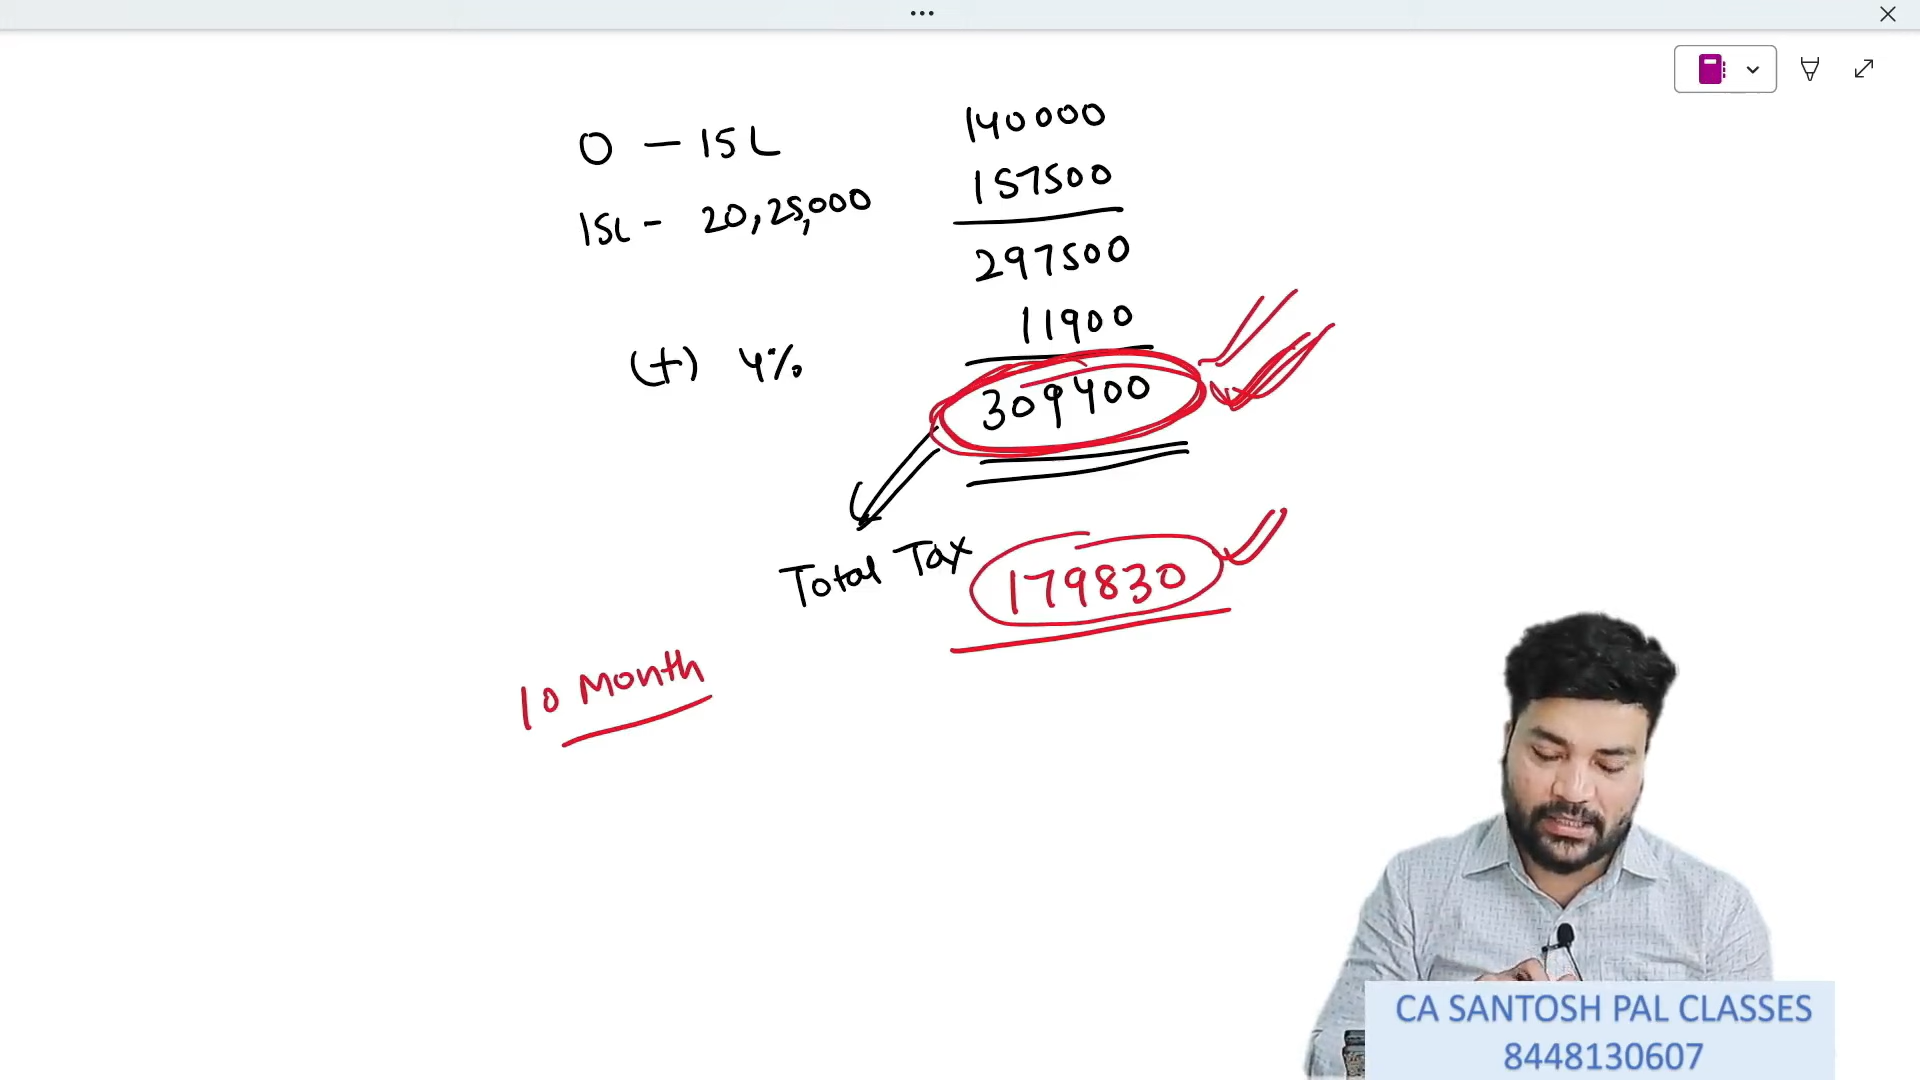 0 - 15L 140000
15L - 20,25,000 157500
297500
11900
(+) 4%
309400
Total Tax 179830
10 Month
CA SANTOSH PAL CLASSES
8448130607